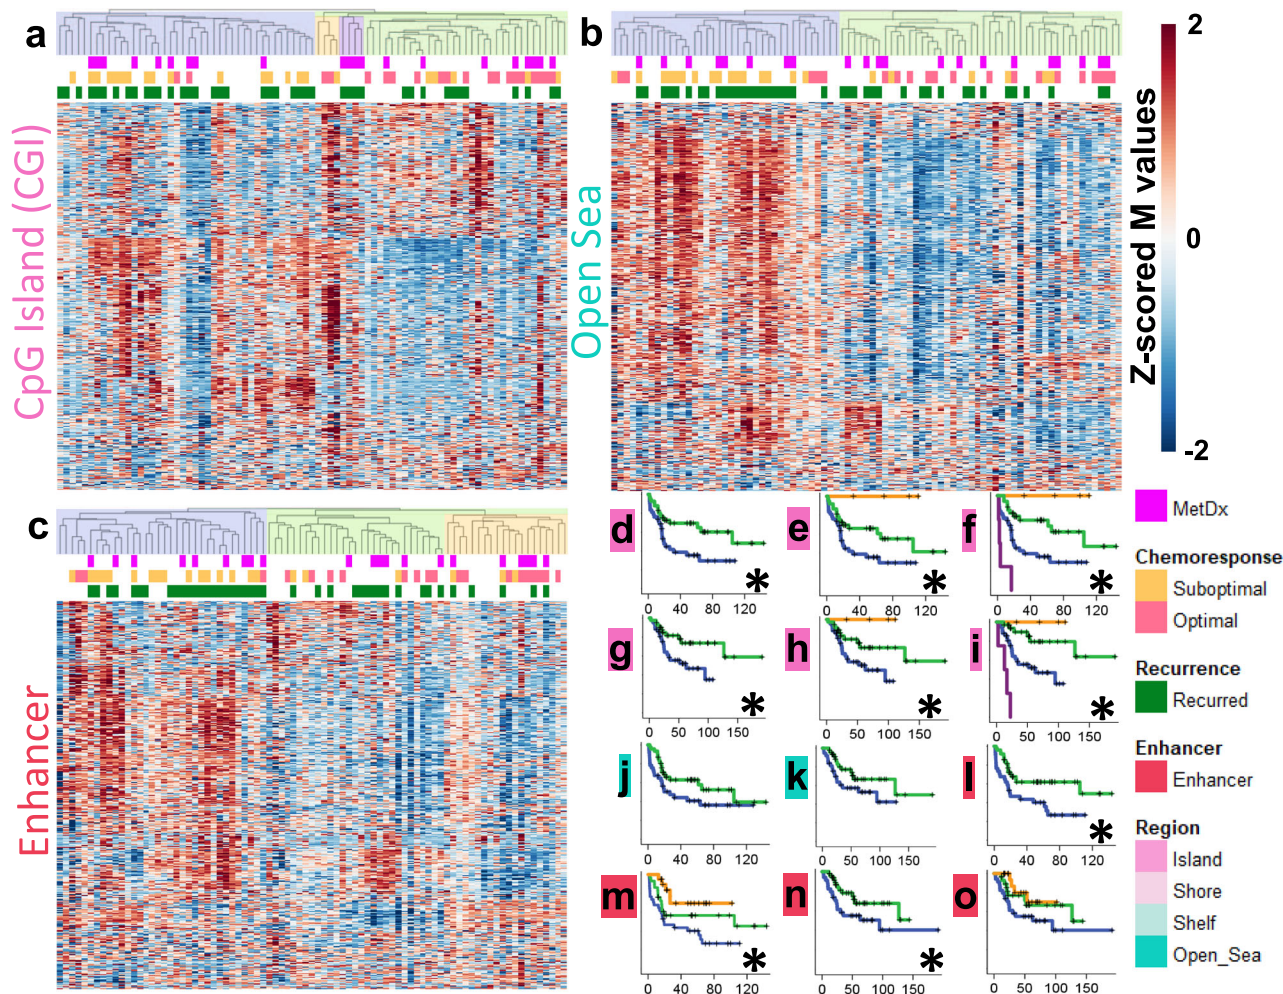 a
b
c
CpG Island (CGI)
Open Sea
Enhancer
2
0
-2
Z-scored M values
MetDx
Chemoresponse
Suboptimal
Optimal
Recurrence
Recurred
Enhancer
Enhancer
Region
Island
Shore
Shelf
Open_Sea
d
0 40 80 120
*
e
0 40 80 120
*
f
0 40 80 120
*
g
0 50 100 150
*
h
0 50 100 150
*
i
0 50 100 150
*
j
0 40 80 120
k
0 50 100 150
l
0 40 80 120
*
m
0 40 80 120
*
n
0 50 100 150
*
o
0 50 100 150